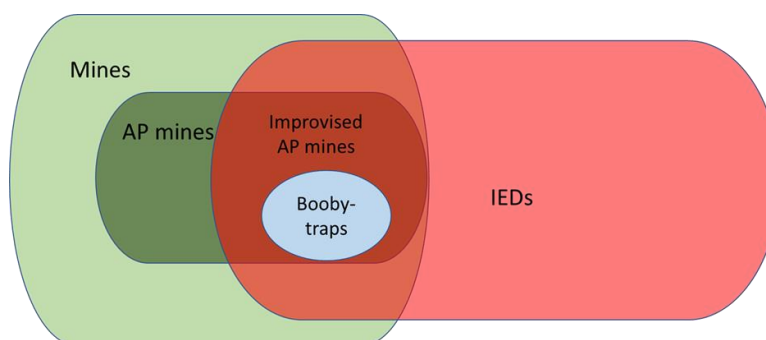 Mines
AP mines
Improvised
AP mines
Booby-
traps
IEDs